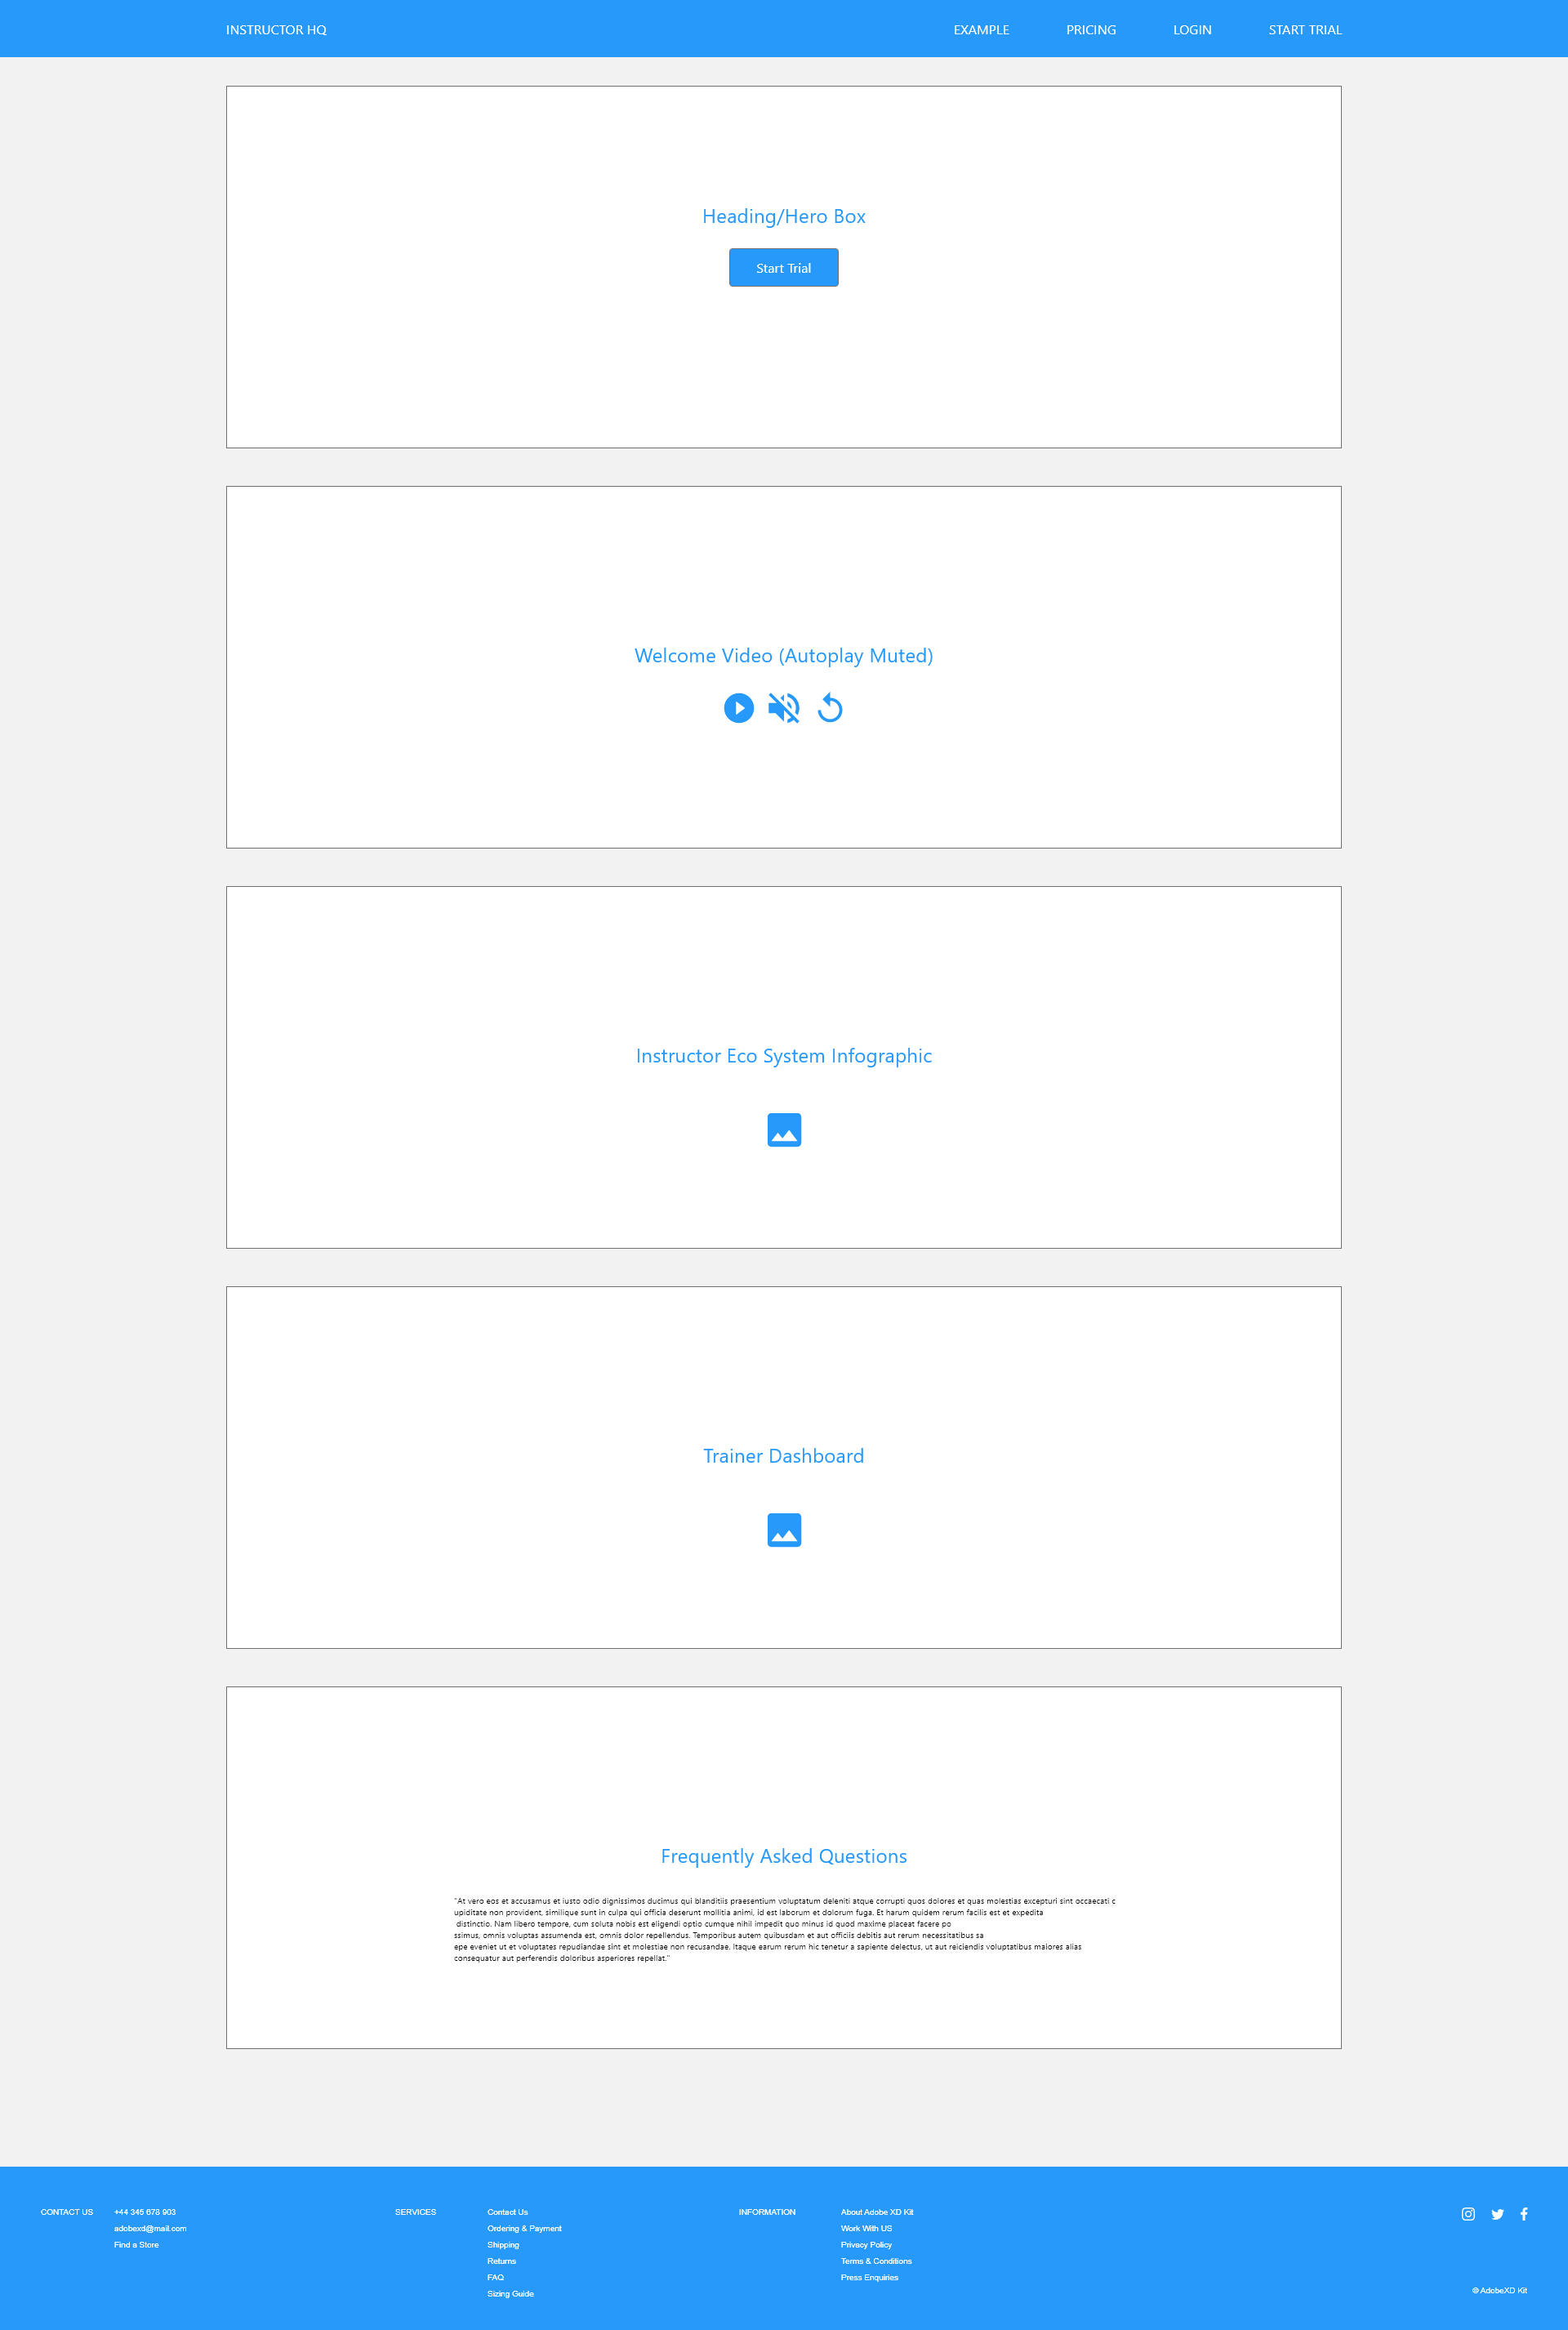 INSTRUCTOR HQ
EXAMPLE
PRICING
LOGIN
START TRIAL
Heading/Hero Box
Start Trial
Welcome Video (Autoplay Muted)
Instructor Eco System Infographic
Trainer Dashboard
Frequently Asked Questions
"At vero eos et accusamus et iusto odio dignissimos ducimus qui blanditiis praesentium voluptatum deleniti atque corrupti quos dolores et quas molestias excepturi sint occaecati c
upiditate non provident, similique sunt in culpa qui officia deserunt mollitia animi, id est laborum et dolorum fuga. Et harum quidem rerum facilis est et expedita
distinctio. Nam libero tempore, cum soluta nobis est eligendi optio cumque nihil impedit quo minus id quod maxime placeat facere po
ssimus, omnis voluptas assumenda est, omnis dolor repellendus. Temporibus autem quibusdam et aut officiis debitis aut rerum necessitatibus sa
epe eveniet ut et voluptates repudiandae sint et molestiae non recusandae. Itaque earum rerum hic tenetur a sapiente delectus, ut aut reiciendis voluptatibus maiores alias
consequatur aut perferendis doloribus asperiores repellat."
CONTACT US
+44 345 678 903
adobexd@mail.com
Find a Store
SERVICES
Contact Us
Ordering & Payment
Shipping
Returns
FAQ
Sizing Guide
INFORMATION
About Adobe XD Kit
Work With US
Privacy Policy
Terms & Conditions
Press Enquiries
© AdobeXD Kit